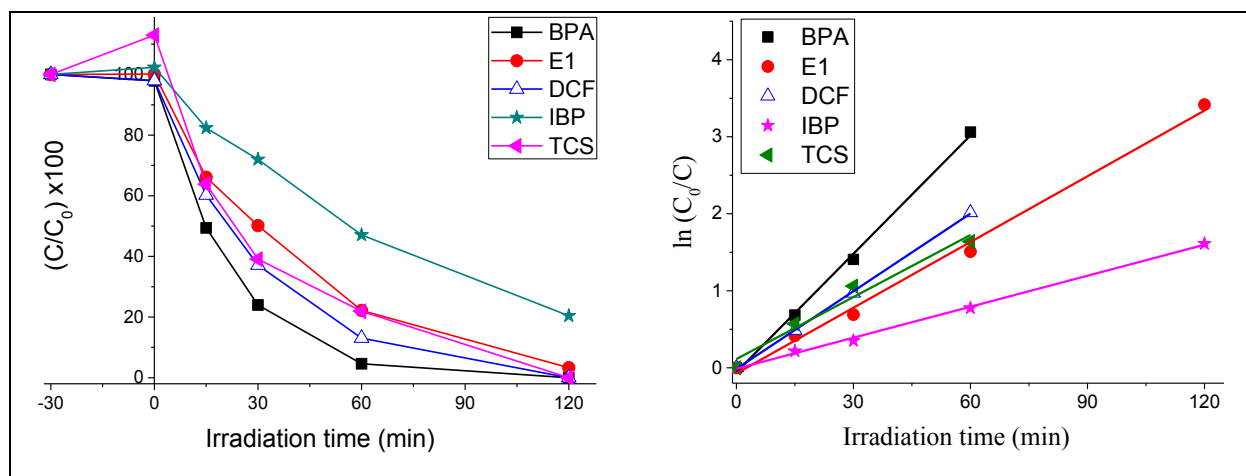 BPA
E1
DCF
IBP
TCS
100
80
60
40
20
0
(C/C₀) x100
-30 0 30 60 90 120
Irradiation time (min)
BPA
E1
DCF
IBP
TCS
4
3
2
1
0
ln (C₀/C)
0 30 60 90 120
Irradiation time (min)